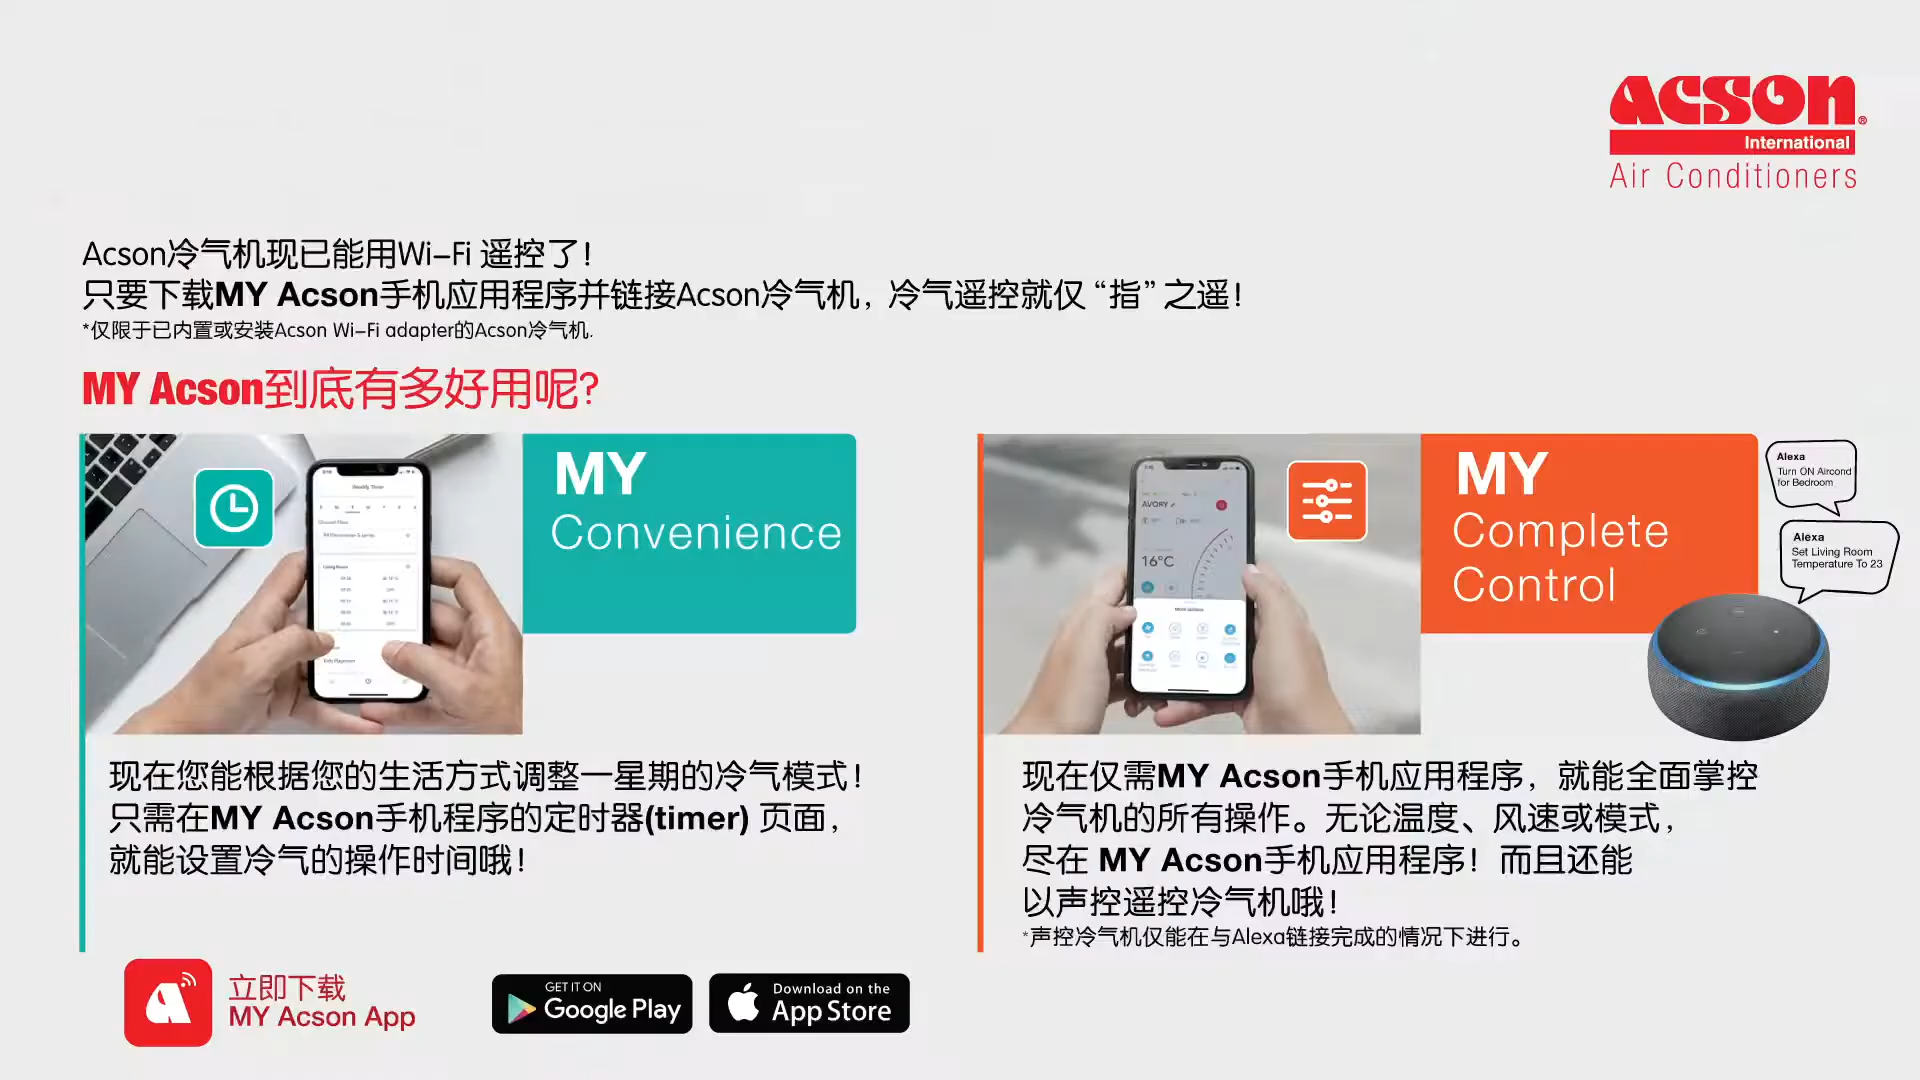 Acson®
International
Air Conditioners
Acson冷气机现已能用Wi-Fi 遥控了!
只要下载MY Acson手机应用程序并链接Acson冷气机，冷气遥控就仅 “指” 之遥!
*仅限于已内置或安装Acson Wi-Fi adapter的Acson冷气机.
MY Acson到底有多好用呢?
Weekly Timer
Living Room
MY
Convenience
现在您能根据您的生活方式调整一星期的冷气模式!
只需在MY Acson手机程序的定时器(timer) 页面，
就能设置冷气的操作时间哦!
AVORY
16°C
MY
Complete
Control
Alexa
Turn ON Aircond
for Bedroom
Alexa
Set Living Room
Temperature To 23
现在仅需MY Acson手机应用程序，就能全面掌控
冷气机的所有操作。无论温度、风速或模式，
尽在 MY Acson手机应用程序! 而且还能
以声控遥控冷气机哦!
*声控冷气机仅能在与Alexa链接完成的情况下进行。
立即下载
MY Acson App
GET IT ON
Google Play
Download on the
App Store